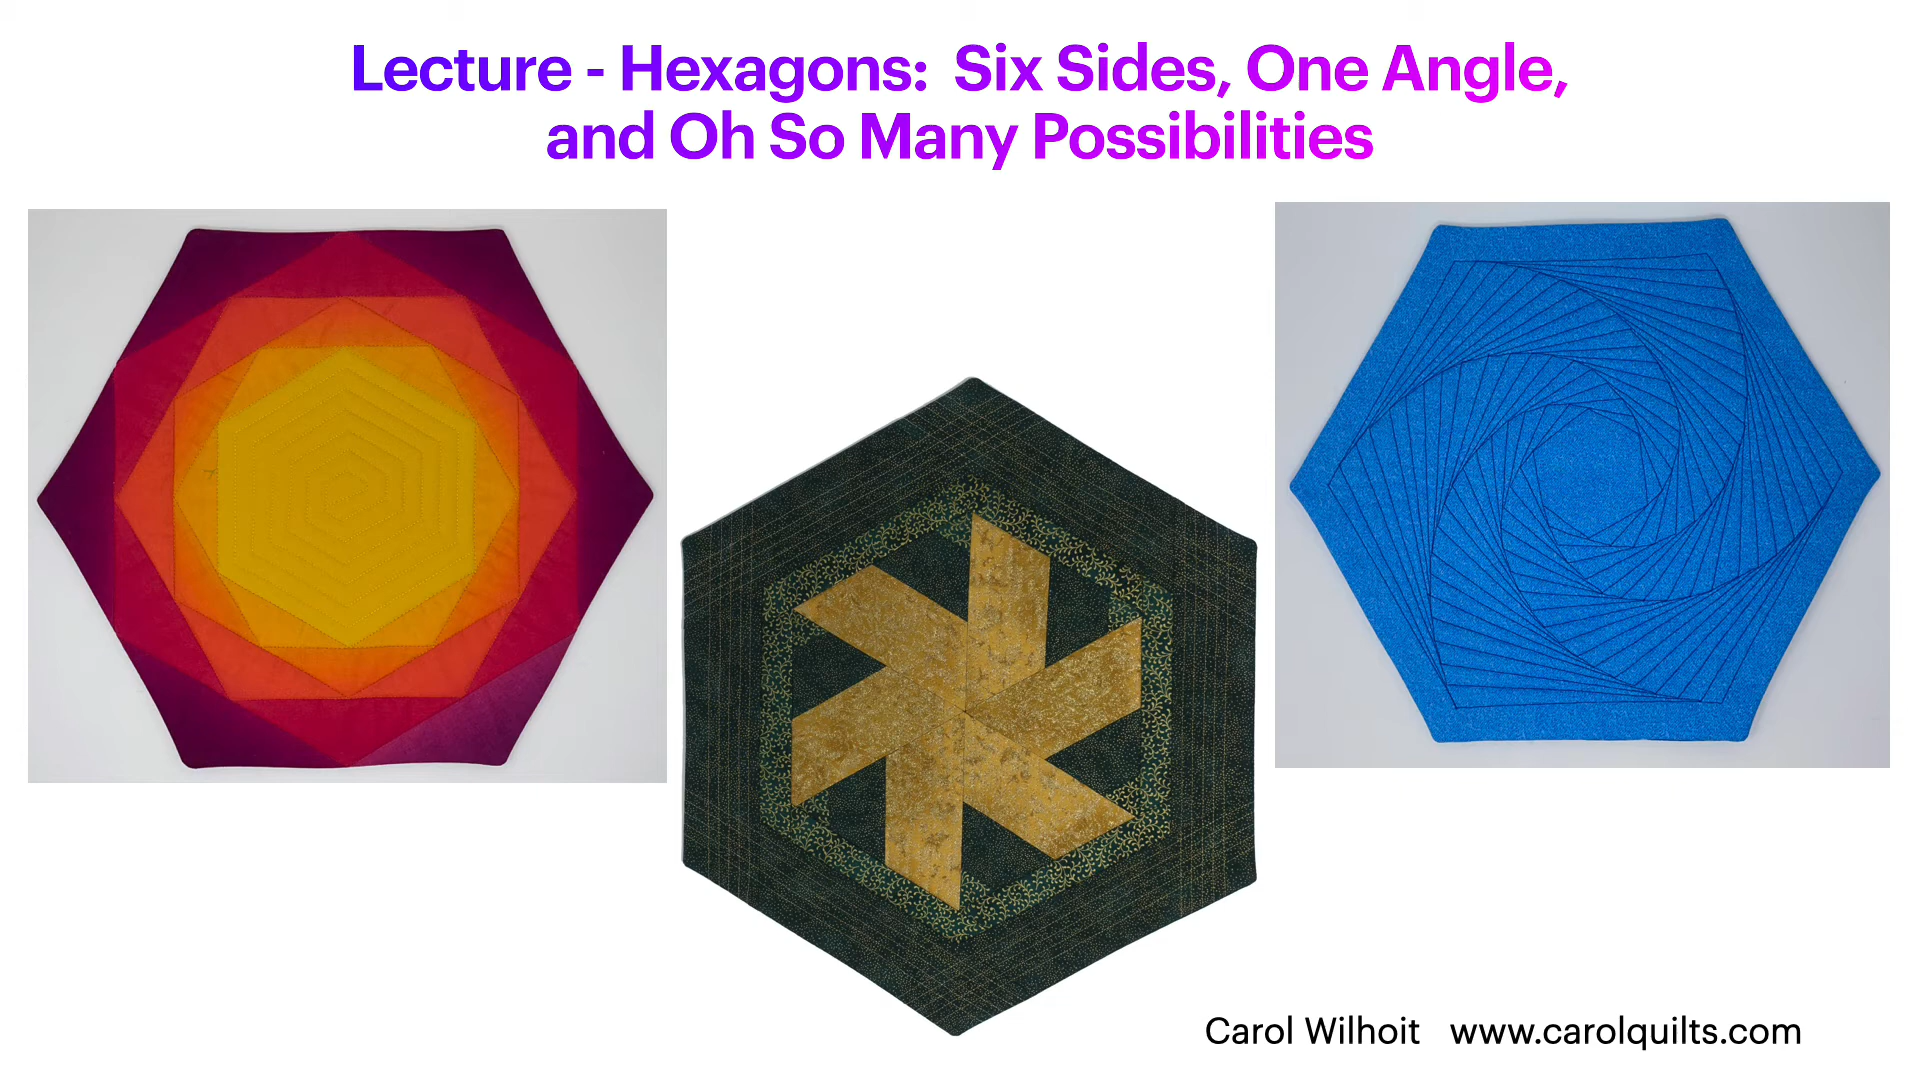 Lecture - Hexagons:  Six Sides, One Angle,
and Oh So Many Possibilities
Carol Wilhoit   www.carolquilts.com